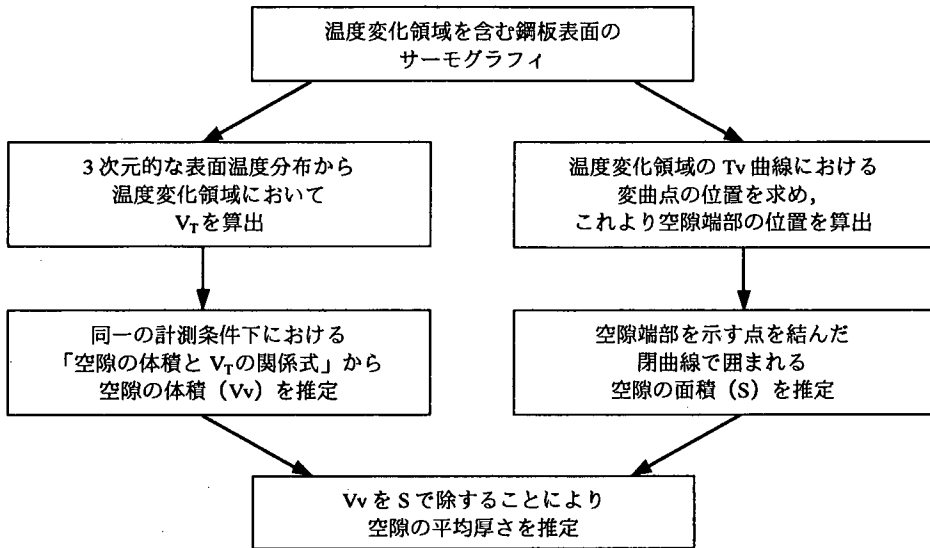 温度変化領域を含む鋼板表面の
サーモグラフィ
3次元的な表面温度分布から
温度変化領域において
VTを算出
温度変化領域の Tv 曲線における
変曲点の位置を求め，
これより空隙端部の位置を算出
同一の計測条件下における
「空隙の体積と VTの関係式」から
空隙の体積（Vv）を推定
空隙端部を示す点を結んだ
閉曲線で囲まれる
空隙の面積（S）を推定
Vv を S で除することにより
空隙の平均厚さを推定